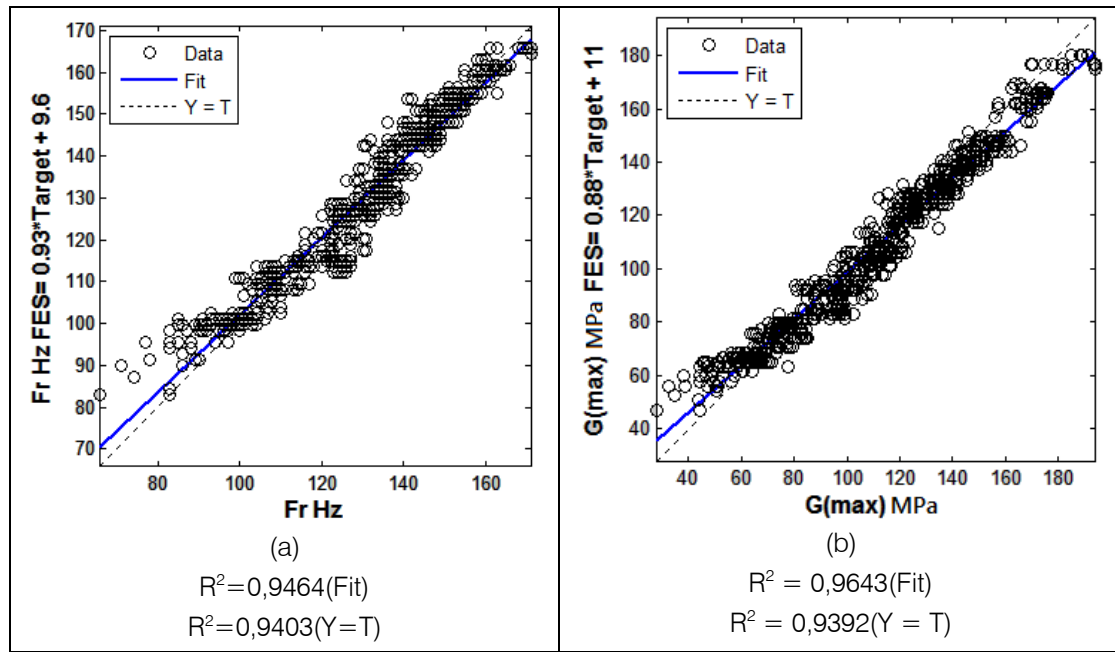 Fr Hz FES= 0.93*Target + 9.6
170
160
150
140
130
120
110
100
90
80
70
Data
Fit
Y = T
80 100 120 140 160
Fr Hz
(a)
R²=0,9464(Fit)
R²=0,9403(Y=T)
G(max) MPa FES= 0.88*Target + 11
180
160
140
120
100
80
60
40
Data
Fit
Y = T
40 60 80 100 120 140 160 180
G(max) MPa
(b)
R² = 0,9643(Fit)
R² = 0,9392(Y = T)